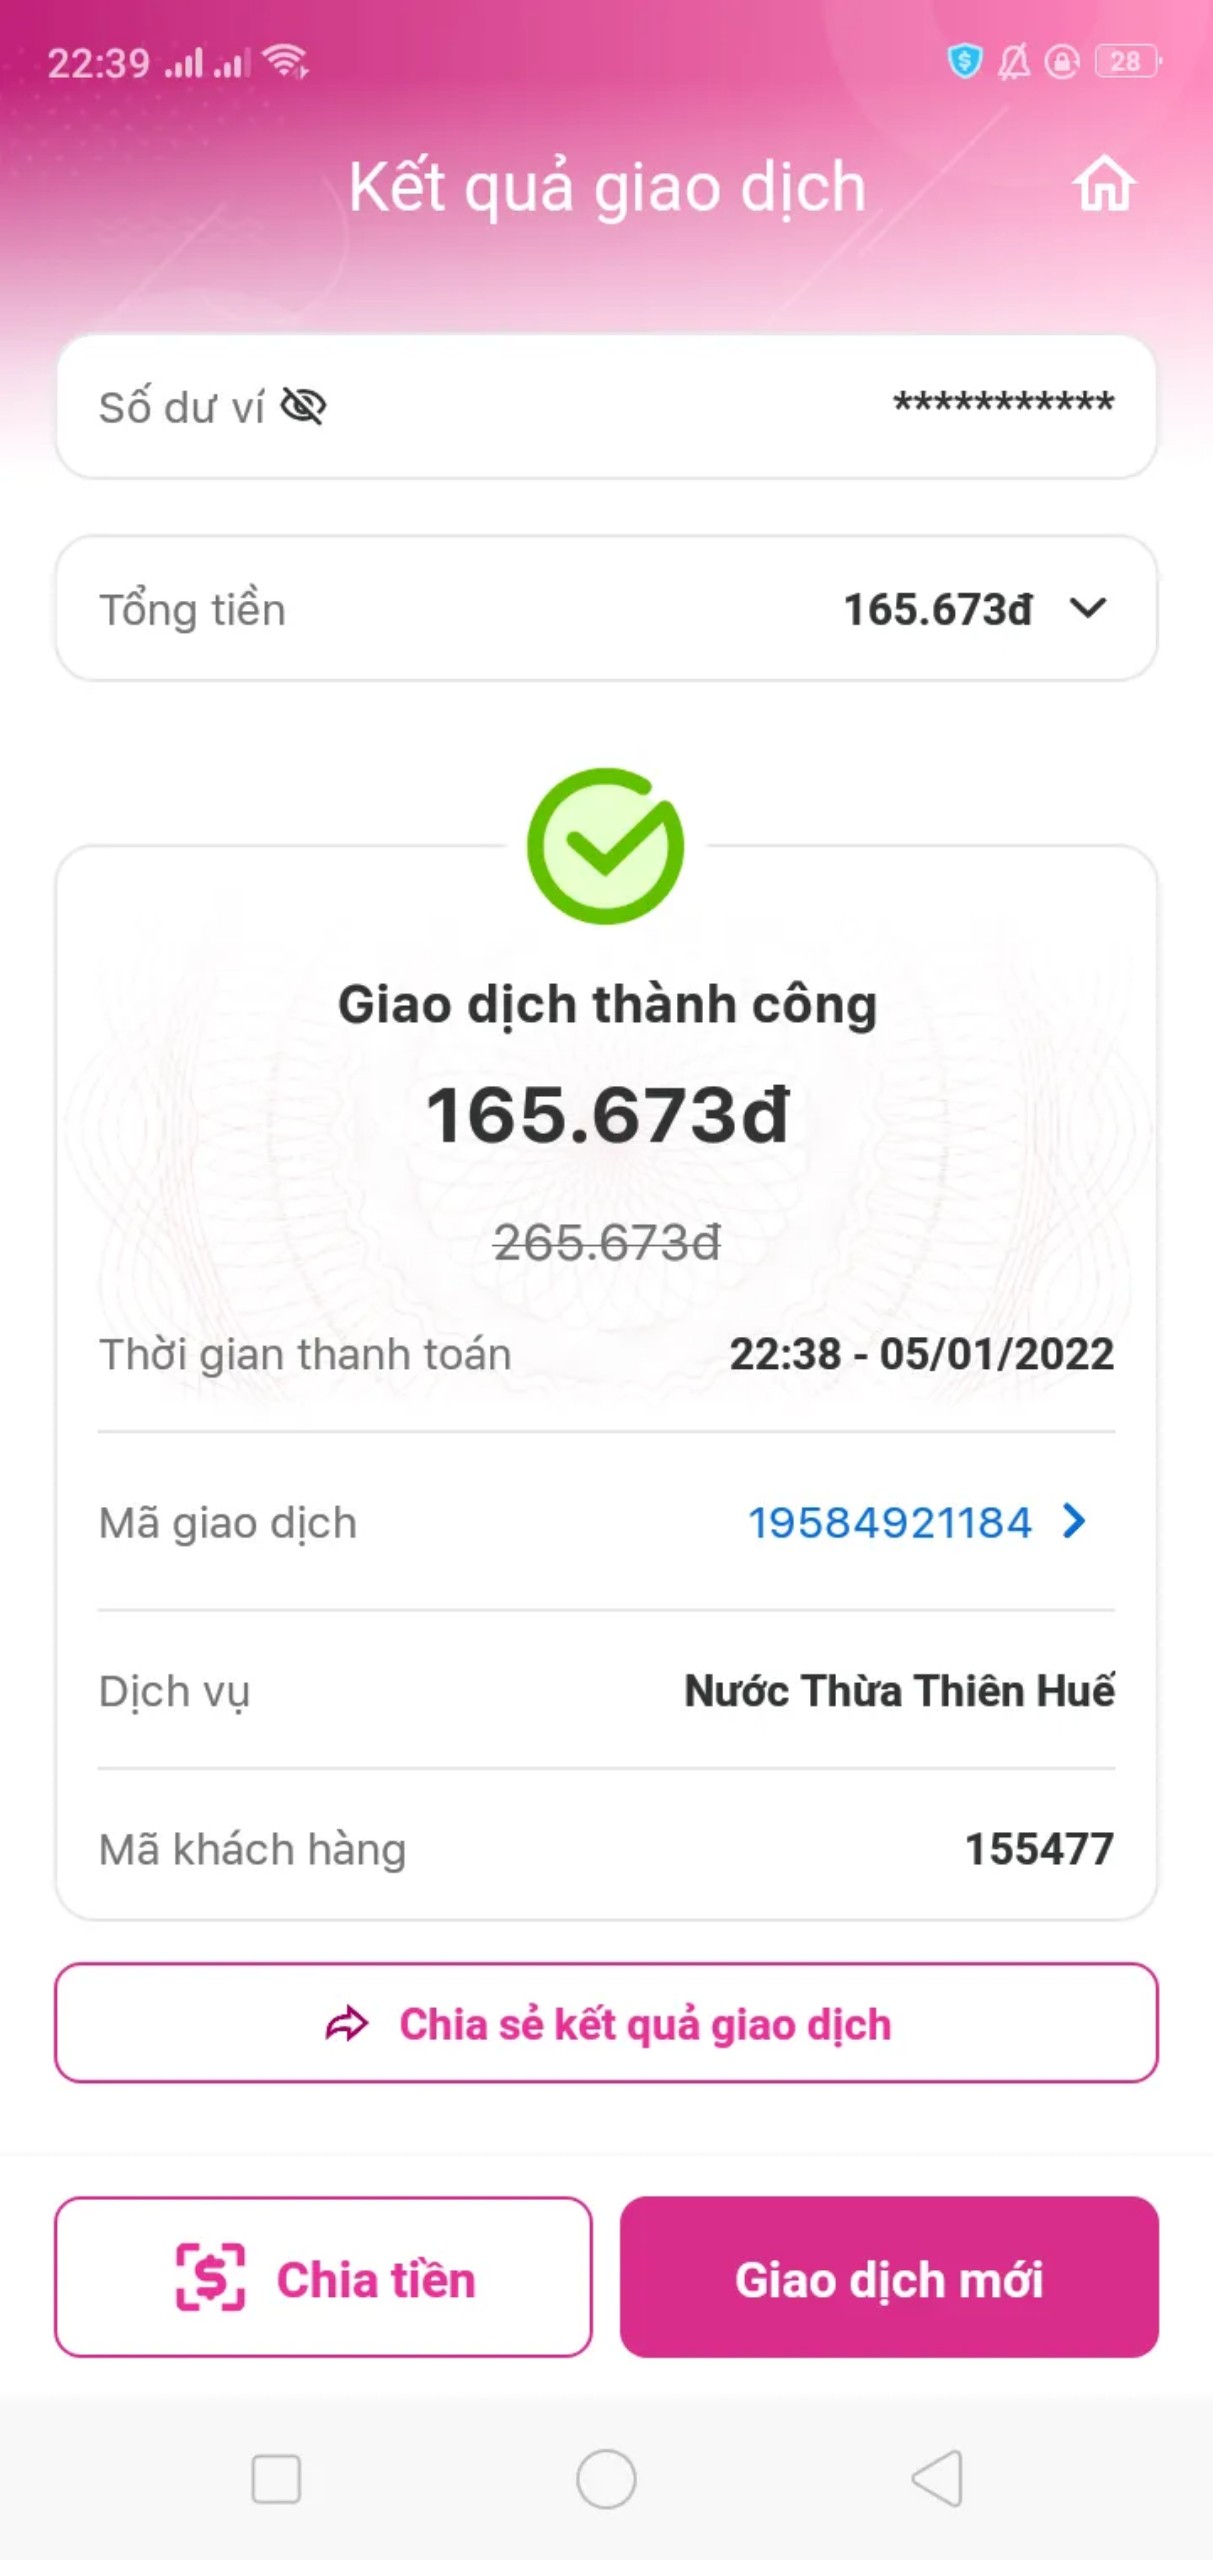 22:39
28
Kết quả giao dịch
Số dư ví ***********
Tổng tiền 165.673đ
Giao dịch thành công
165.673đ
265.673đ
Thời gian thanh toán 22:38 - 05/01/2022
Mã giao dịch 19584921184
Dịch vụ Nước Thừa Thiên Huế
Mã khách hàng 155477
Chia sẻ kết quả giao dịch
Chia tiền
Giao dịch mới